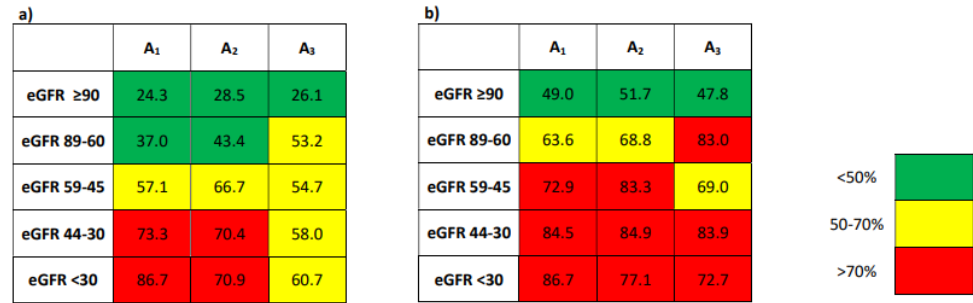 a)
A₁ A₂ A₃
eGFR ≥90 24.3 28.5 26.1
eGFR 89-60 37.0 43.4 53.2
eGFR 59-45 57.1 66.7 54.7
eGFR 44-30 73.3 70.4 58.0
eGFR <30 86.7 70.9 60.7
b)
A₁ A₂ A₃
eGFR ≥90 49.0 51.7 47.8
eGFR 89-60 63.6 68.8 83.0
eGFR 59-45 72.9 83.3 69.0
eGFR 44-30 84.5 84.9 83.9
eGFR <30 86.7 77.1 72.7
<50%
50-70%
>70%